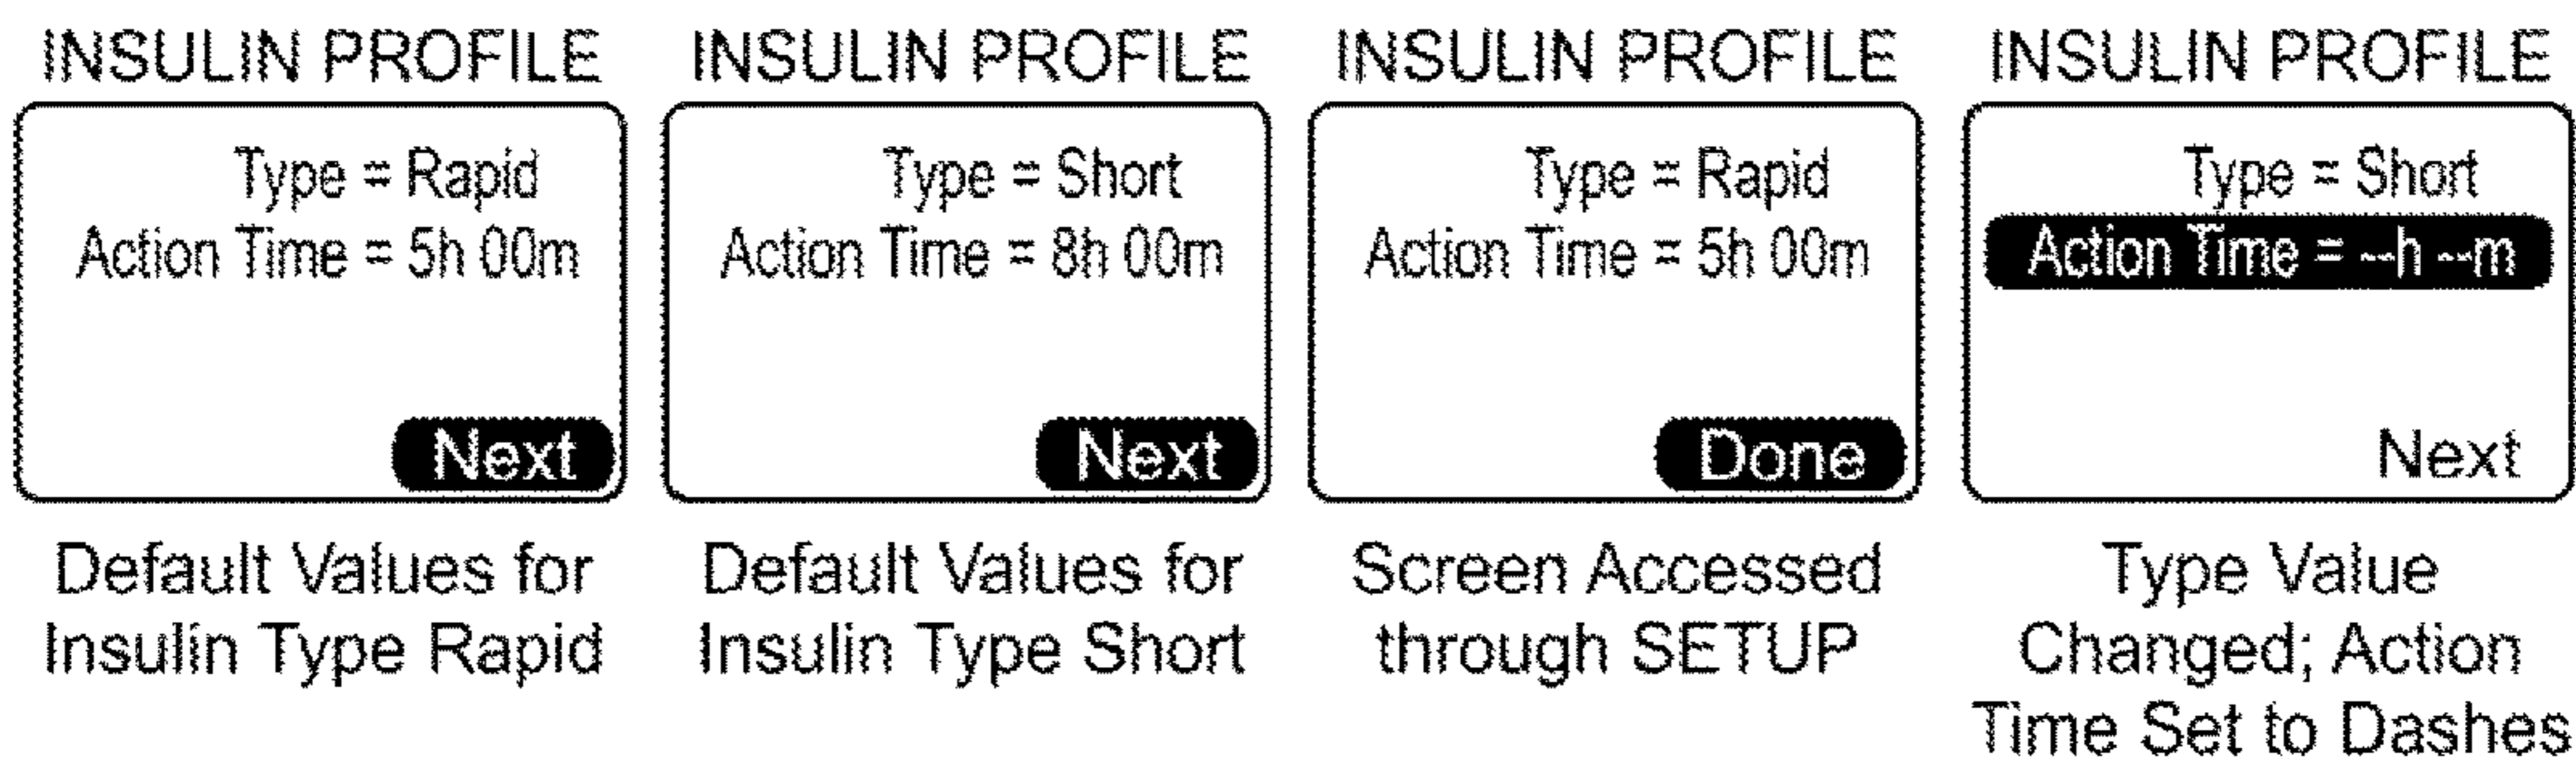 INSULIN PROFILE
Type = Rapid
Action Time = 5h 00m
Next
Default Values for
Insulin Type Rapid
INSULIN PROFILE
Type = Short
Action Time = 8h 00m
Next
Default Values for
Insulin Type Short
INSULIN PROFILE
Type = Rapid
Action Time = 5h 00m
Done
Screen Accessed
through SETUP
INSULIN PROFILE
Type = Short
Action Time = --h --m
Next
Type Value
Changed; Action
Time Set to Dashes